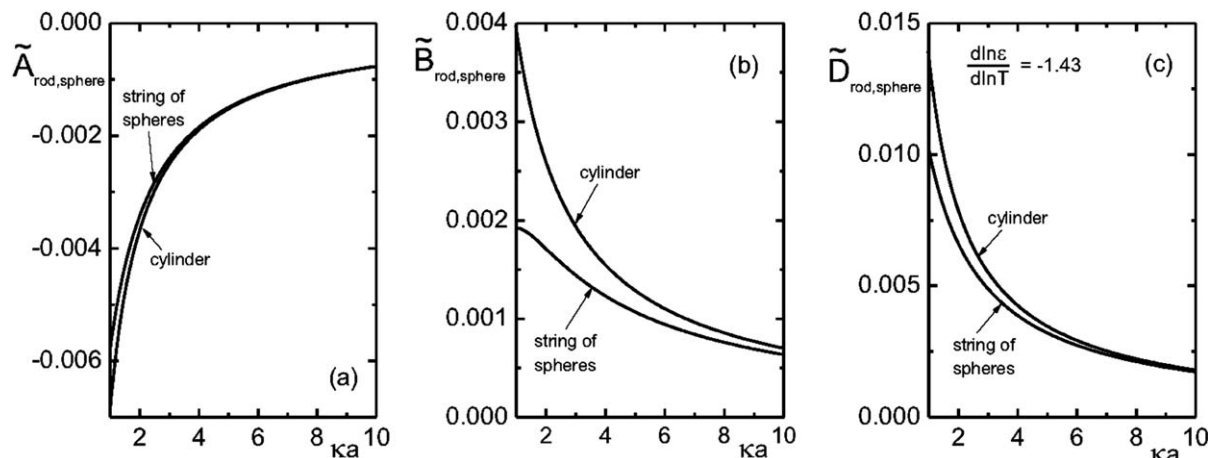 0.000
Ã rod,sphere
-0.002
-0.004
-0.006
string of
spheres
cylinder
(a)
2 4 6 8 10
κa
0.004
B̃ rod,sphere
0.003
0.002
0.001
0.000
(b)
cylinder
string of
spheres
2 4 6 8 10
κa
0.015
D̃ rod,sphere
0.010
0.005
0.000
dlnε
dlnT = -1.43
(c)
cylinder
string of
spheres
2 4 6 8 10
κa